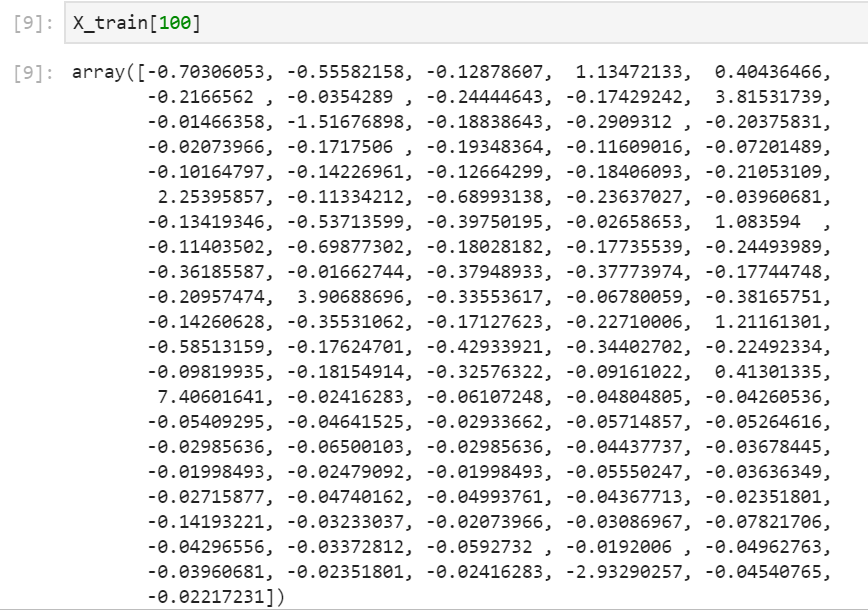 [9]: X_train[100]
[9]: array([-0.70306053, -0.55582158, -0.12878607,  1.13472133,  0.40436466,
-0.2166562 , -0.0354289 , -0.24444643, -0.17429242,  3.81531739,
-0.01466358, -1.51676898, -0.18838643, -0.2909312 , -0.20375831,
-0.02073966, -0.1717506 , -0.19348364, -0.11609016, -0.07201489,
-0.10164797, -0.14226961, -0.12664299, -0.18406093, -0.21053109,
2.25395857, -0.11334212, -0.68993138, -0.23637027, -0.03960681,
-0.13419346, -0.53713599, -0.39750195, -0.02658653,  1.083594  ,
-0.11403502, -0.69877302, -0.18028182, -0.17735539, -0.24493989,
-0.36185587, -0.01662744, -0.37948933, -0.37773974, -0.17744748,
-0.20957474,  3.90688696, -0.33553617, -0.06780059, -0.38165751,
-0.14260628, -0.35531062, -0.17127623, -0.22710006,  1.21161301,
-0.58513159, -0.17624701, -0.42933921, -0.34402702, -0.22492334,
-0.09819935, -0.18154914, -0.32576322, -0.09161022,  0.41301335,
7.40601641, -0.02416283, -0.06107248, -0.04804805, -0.04260536,
-0.05409295, -0.04641525, -0.02933662, -0.05714857, -0.05264616,
-0.02985636, -0.06500103, -0.02985636, -0.04437737, -0.03678445,
-0.01998493, -0.02479092, -0.01998493, -0.05550247, -0.03636349,
-0.02715877, -0.04740162, -0.04993761, -0.04367713, -0.02351801,
-0.14193221, -0.03233037, -0.02073966, -0.03086967, -0.07821706,
-0.04296556, -0.03372812, -0.0592732 , -0.0192006 , -0.04962763,
-0.03960681, -0.02351801, -0.02416283, -2.93290257, -0.04540765,
-0.02217231])